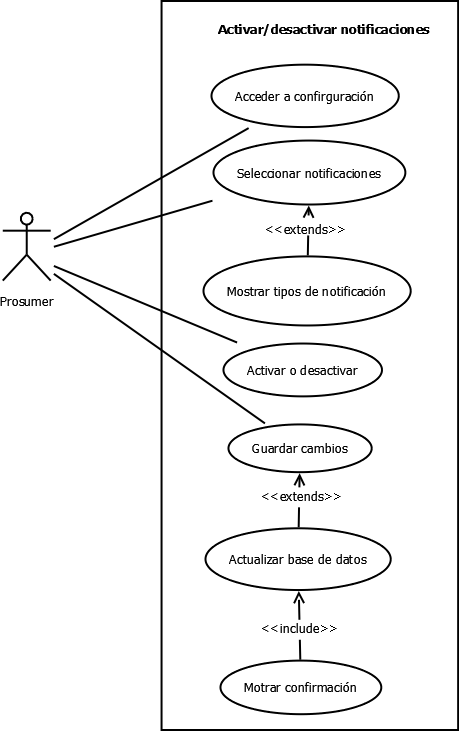 Activar/desactivar notificaciones
Acceder a confirguración
Seleccionar notificaciones
<<extends>>
Mostrar tipos de notificación
Prosumer
Activar o desactivar
Guardar cambios
<<extends>>
Actualizar base de datos
<<include>>
Motrar confirmación